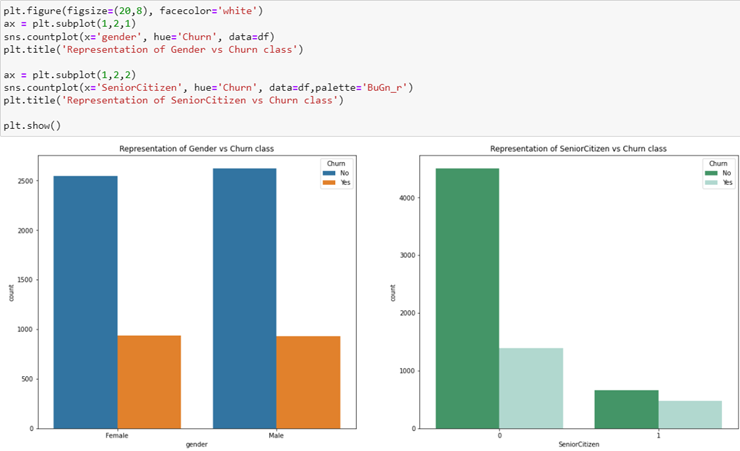 plt.figure(figsize=(20,8), facecolor='white')
ax = plt.subplot(1,2,1)
sns.countplot(x='gender', hue='Churn', data=df)
plt.title('Representation of Gender vs Churn class')
ax = plt.subplot(1,2,2)
sns.countplot(x='SeniorCitizen', hue='Churn', data=df,palette='BuGn_r')
plt.title('Representation of SeniorCitizen vs Churn class')
plt.show()
Representation of Gender vs Churn class
Churn
No
Yes
2500
2000
1500
1000
500
0
count
Female
Male
gender
Representation of SeniorCitizen vs Churn class
Churn
No
Yes
4000
3000
2000
1000
0
count
0
1
SeniorCitizen